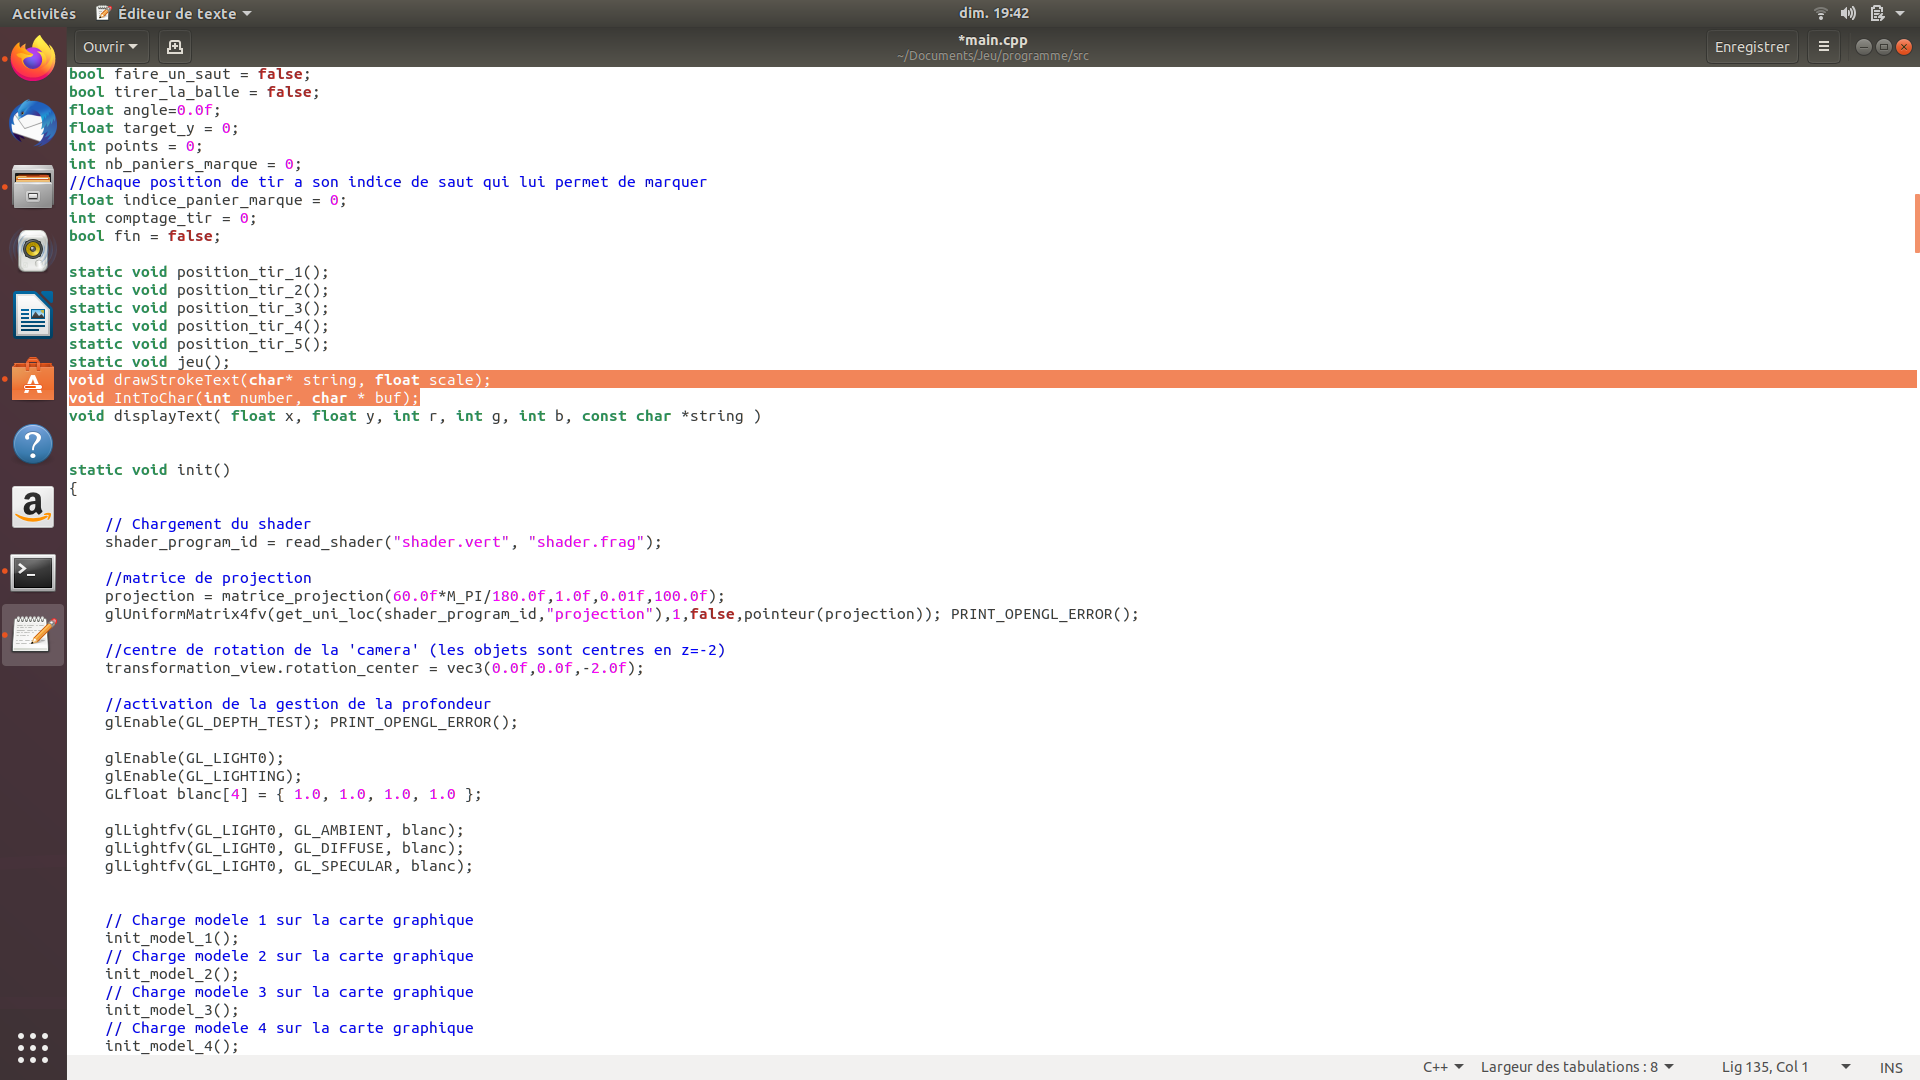 Activités Éditeur de texte dim. 19:42
Ouvrir *main.cpp Enregistrer
~/Documents/Jeu/programme/src
bool faire_un_saut = false;
bool tirer_la_balle = false;
float angle=0.0f;
float target_y = 0;
int points = 0;
int nb_paniers_marque = 0;
//Chaque position de tir a son indice de saut qui lui permet de marquer
float indice_panier_marque = 0;
int comptage_tir = 0;
bool fin = false;
static void position_tir_1();
static void position_tir_2();
static void position_tir_3();
static void position_tir_4();
static void position_tir_5();
static void jeu();
void drawStrokeText(char* string, float scale);
void IntToChar(int number, char * buf);
void displayText( float x, float y, int r, int g, int b, const char *string )
static void init()
{
// Chargement du shader
shader_program_id = read_shader("shader.vert", "shader.frag");
//matrice de projection
projection = matrice_projection(60.0f*M_PI/180.0f,1.0f,0.01f,100.0f);
glUniformMatrix4fv(get_uni_loc(shader_program_id,"projection"),1,false,pointeur(projection)); PRINT_OPENGL_ERROR();
//centre de rotation de la 'camera' (les objets sont centres en z=-2)
transformation_view.rotation_center = vec3(0.0f,0.0f,-2.0f);
//activation de la gestion de la profondeur
glEnable(GL_DEPTH_TEST); PRINT_OPENGL_ERROR();
glEnable(GL_LIGHT0);
glEnable(GL_LIGHTING);
GLfloat blanc[4] = { 1.0, 1.0, 1.0, 1.0 };
glLightfv(GL_LIGHT0, GL_AMBIENT, blanc);
glLightfv(GL_LIGHT0, GL_DIFFUSE, blanc);
glLightfv(GL_LIGHT0, GL_SPECULAR, blanc);
// Charge modele 1 sur la carte graphique
init_model_1();
// Charge modele 2 sur la carte graphique
init_model_2();
// Charge modele 3 sur la carte graphique
init_model_3();
// Charge modele 4 sur la carte graphique
init_model_4();
C++ Largeur des tabulations : 8 Lig 135, Col 1 INS